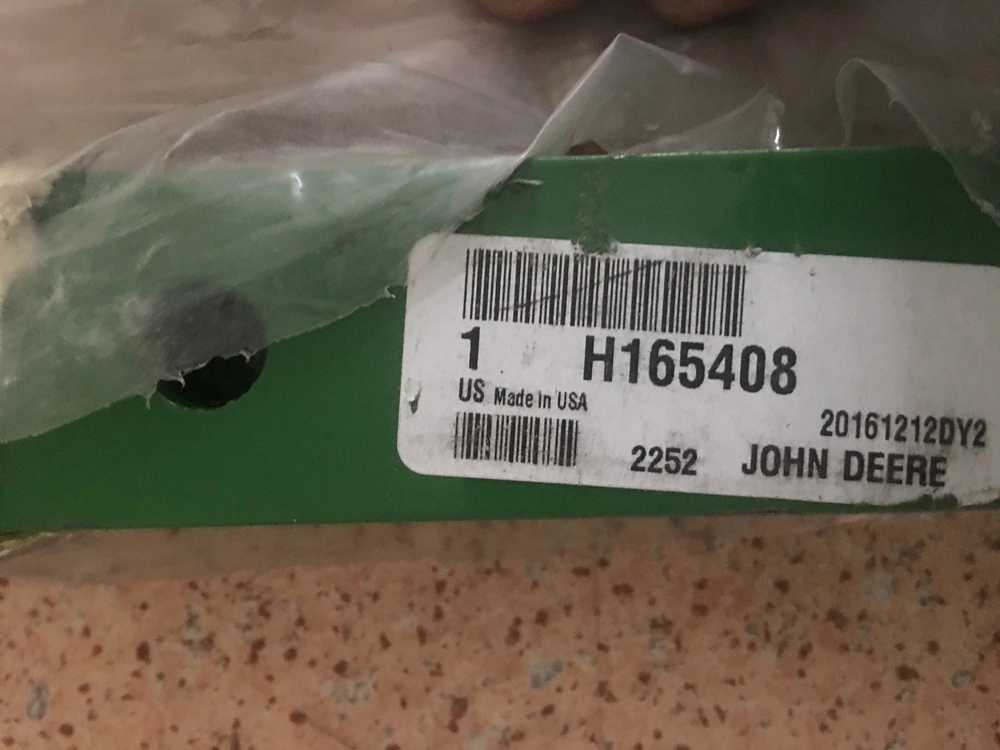 1 H165408
US Made in USA
20161212DY2
2252 JOHN DEERE